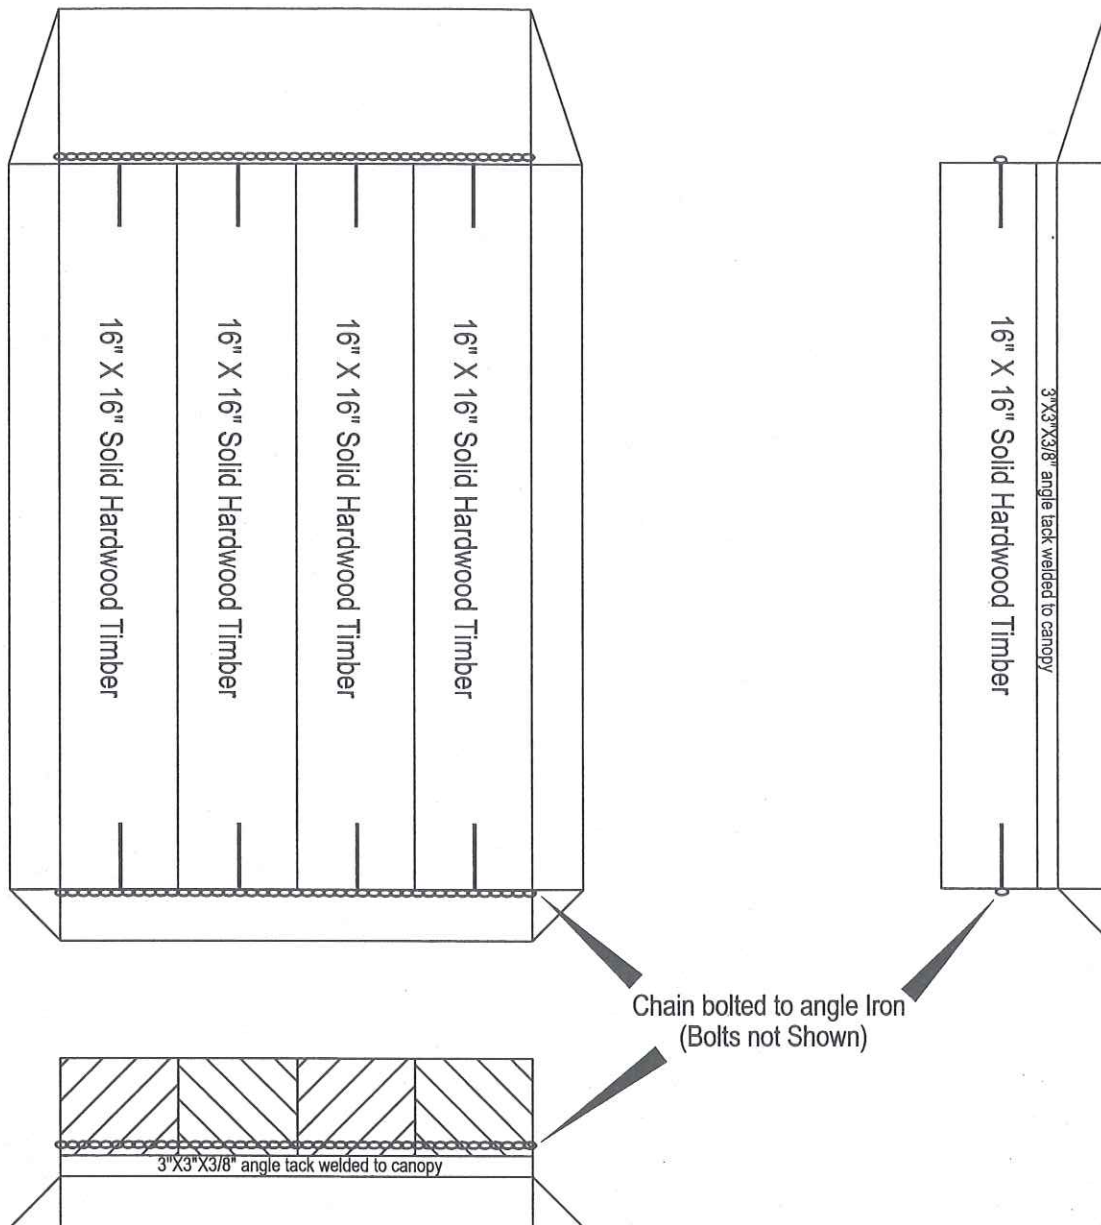 16" X 16" Solid Hardwood Timber
16" X 16" Solid Hardwood Timber
16" X 16" Solid Hardwood Timber
16" X 16" Solid Hardwood Timber
16" X 16" Solid Hardwood Timber
3"X3"X3/8" angle tack welded to canopy
Chain bolted to angle Iron
(Bolts not Shown)
3"X3"X3/8" angle tack welded to canopy